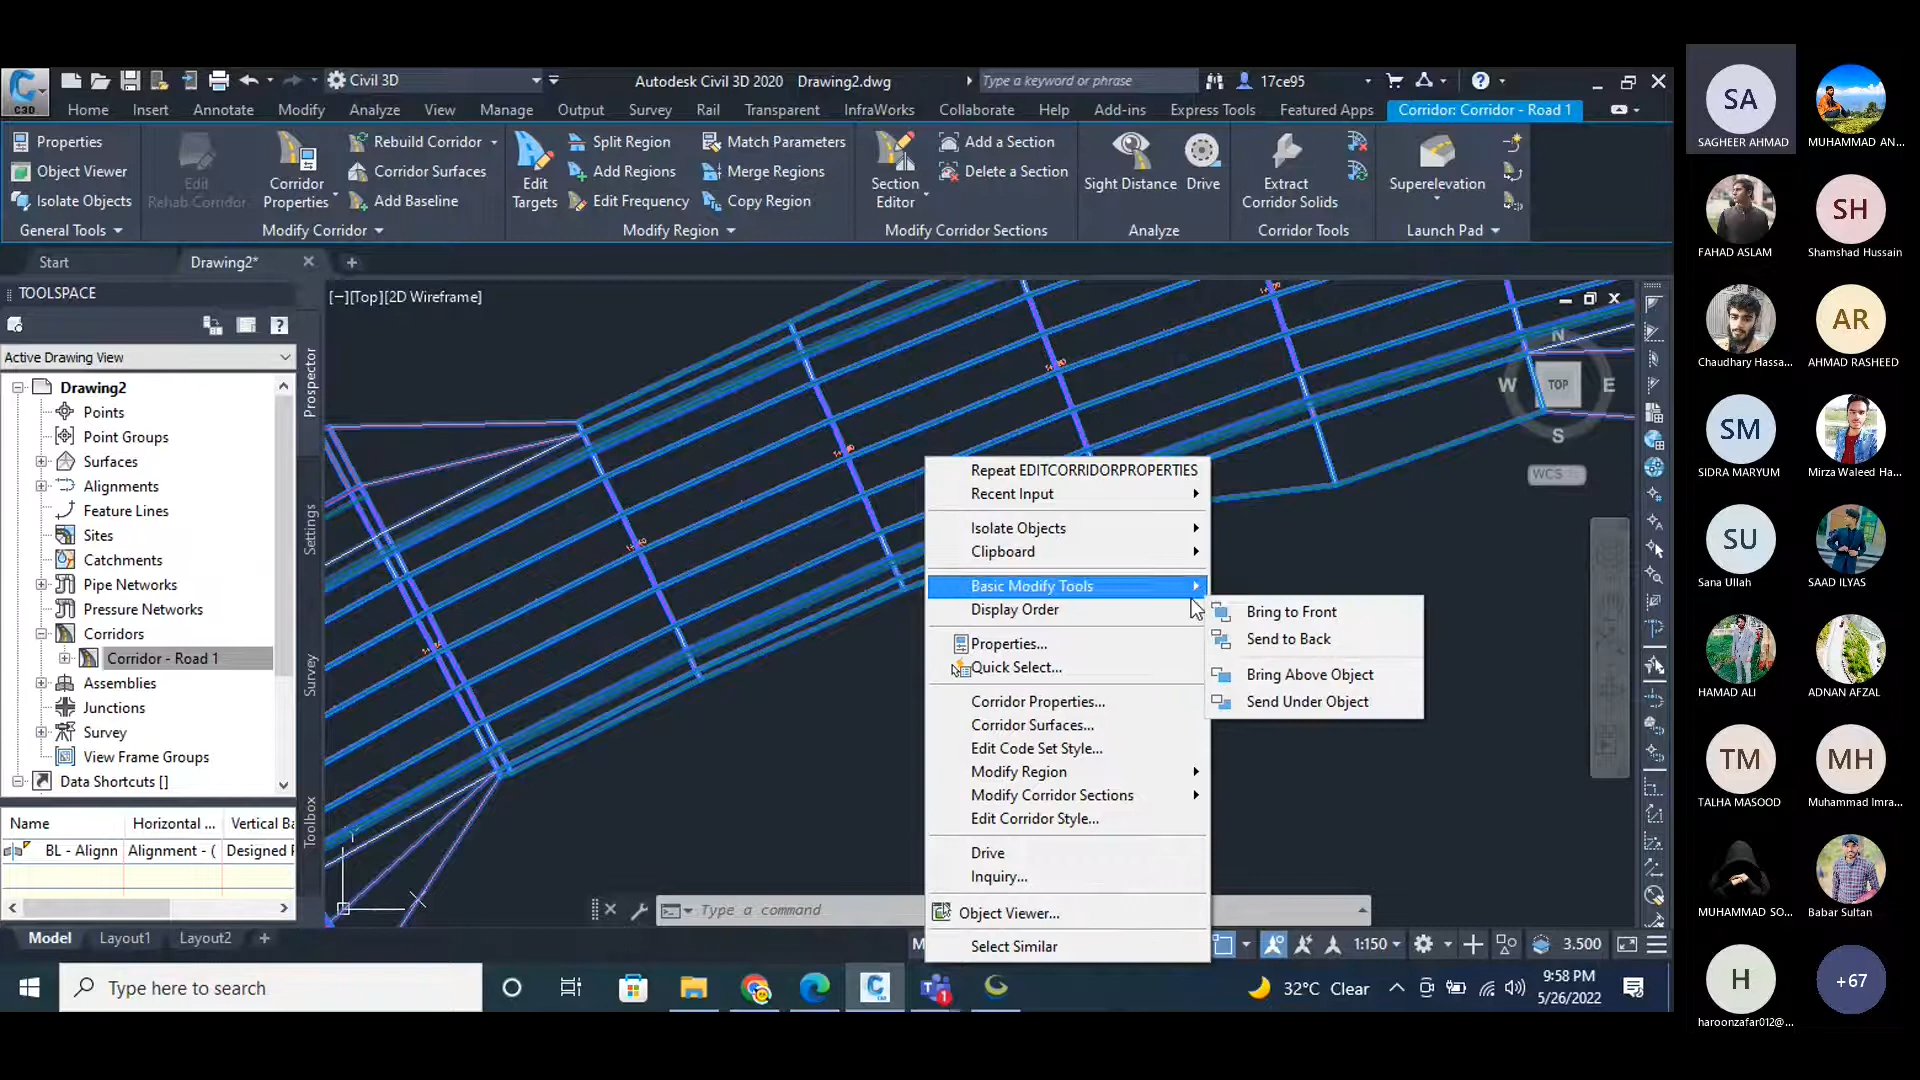 Civil 3D
Autodesk Civil 3D 2020 Drawing2.dwg
Type a keyword or phrase
17ce95
C3D
Home Insert Annotate Modify Analyze View Manage Output Survey Rail Transparent InfraWorks Collaborate Help Add-ins Express Tools Featured Apps Corridor: Corridor - Road 1
Properties
Object Viewer
Isolate Objects
General Tools
Edit
Rehab Corridor
Corridor
Properties
Rebuild Corridor
Corridor Surfaces
Add Baseline
Modify Corridor
Edit
Targets
Split Region
Add Regions
Edit Frequency
Match Parameters
Merge Regions
Copy Region
Modify Region
Section
Editor
Add a Section
Delete a Section
Modify Corridor Sections
Sight Distance
Drive
Analyze
Extract
Corridor Solids
Corridor Tools
Superelevation
Launch Pad
Start
Drawing2*
TOOLSPACE
Active Drawing View
Drawing2
Points
Point Groups
Surfaces
Alignments
Feature Lines
Sites
Catchments
Pipe Networks
Pressure Networks
Corridors
Corridor - Road 1
Assemblies
Junctions
Survey
View Frame Groups
Data Shortcuts []
Prospector
Settings
Survey
Toolbox
Name Horizontal ... Vertical Ba
BL - Alignn Alignment - ( Designed
[−][Top][2D Wireframe]
N
W TOP E
S
WCS
Y
X
Repeat EDITCORRIDORPROPERTIES
Recent Input
Isolate Objects
Clipboard
Basic Modify Tools
Display Order
Properties...
Quick Select...
Corridor Properties...
Corridor Surfaces...
Edit Code Set Style...
Modify Region
Modify Corridor Sections
Edit Corridor Style...
Drive
Inquiry...
Object Viewer...
Select Similar
Bring to Front
Send to Back
Bring Above Object
Send Under Object
Type a command
Model Layout1 Layout2
M
1:150
3.500
Type here to search
1
32°C Clear
9:58 PM
5/26/2022
SA
SAGHEER AHMAD
MUHAMMAD AN...
FAHAD ASLAM
SH
Shamshad Hussain
Chaudhary Hassa...
AR
AHMAD RASHEED
SM
SIDRA MARYUM
Mirza Waleed Ha...
SU
Sana Ullah
SAAD ILYAS
HAMAD ALI
ADNAN AFZAL
TM
TALHA MASOOD
MH
Muhammad Imra...
MUHAMMAD SO...
Babar Sultan
H
haroonzafar012@...
+67